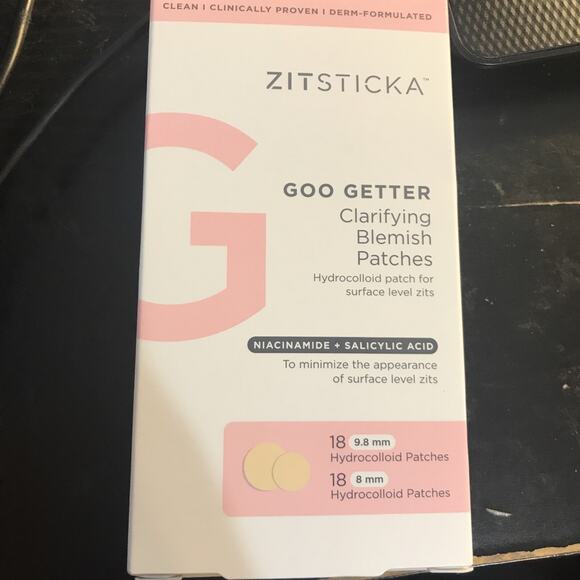 CLEAN I CLINICALLY PROVEN I DERM-FORMULATED
ZITSTICKA™
G
GOO GETTER
Clarifying
Blemish
Patches
Hydrocolloid patch for
surface level zits
NIACINAMIDE + SALICYLIC ACID
To minimize the appearance
of surface level zits
18 9.8 mm
Hydrocolloid Patches
18 8 mm
Hydrocolloid Patches